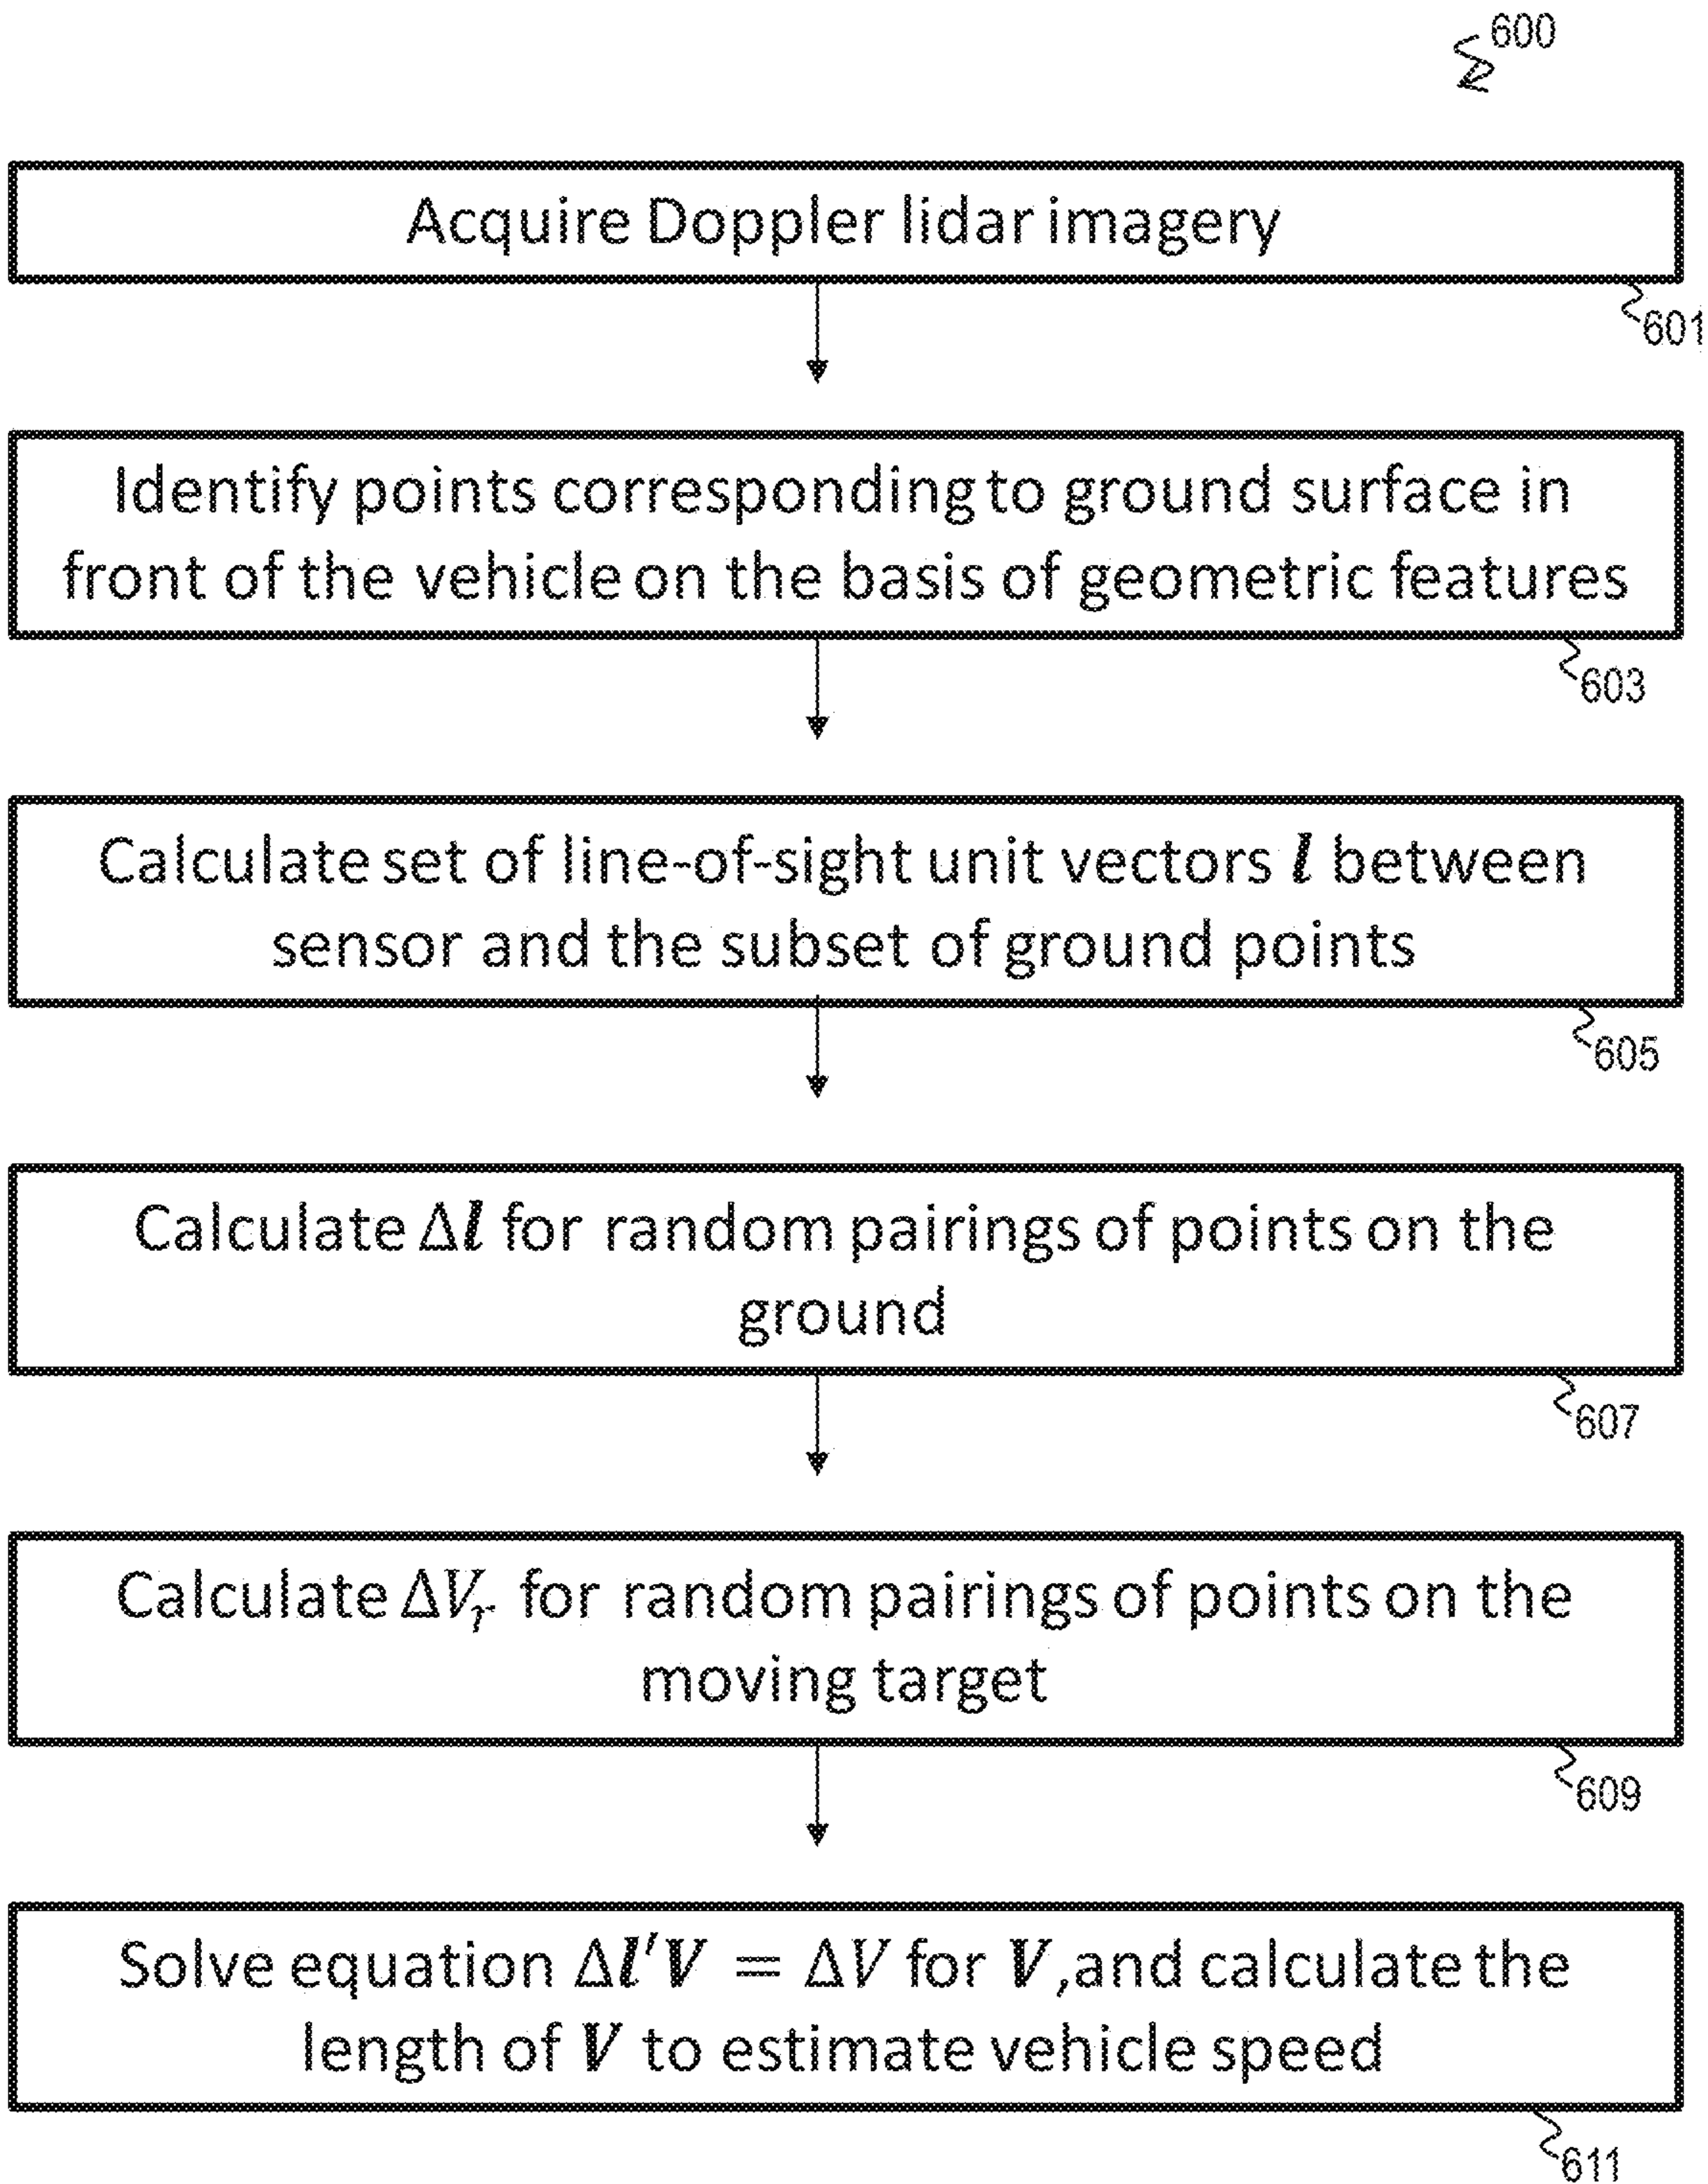 600
Acquire Doppler lidar imagery
601
Identify points corresponding to ground surface in
front of the vehicle on the basis of geometric features
603
Calculate set of line-of-sight unit vectors l between
sensor and the subset of ground points
605
Calculate Δl for random pairings of points on the
ground
607
Calculate ΔVr for random pairings of points on the
moving target
609
Solve equation Δl′V = ΔV for V,and calculate the
length of V to estimate vehicle speed
611